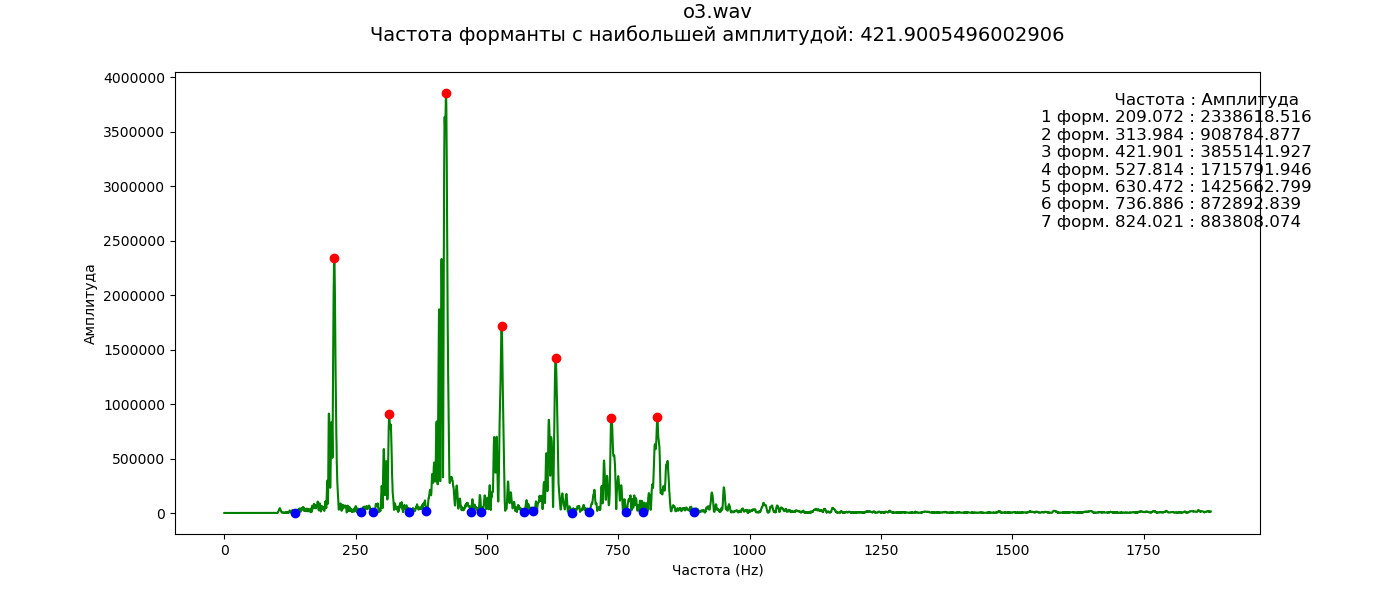 o3.wav
Частота форманты с наибольшей амплитудой: 421.9005496002906
Частота : Амплитуда
1 форм. 209.072 : 2338618.516
2 форм. 313.984 : 908784.877
3 форм. 421.901 : 3855141.927
4 форм. 527.814 : 1715791.946
5 форм. 630.472 : 1425662.799
6 форм. 736.886 : 872892.839
7 форм. 824.021 : 883808.074
4000000
3500000
3000000
2500000
2000000
1500000
1000000
500000
0
Амплитуда
0 250 500 750 1000 1250 1500 1750
Частота (Hz)